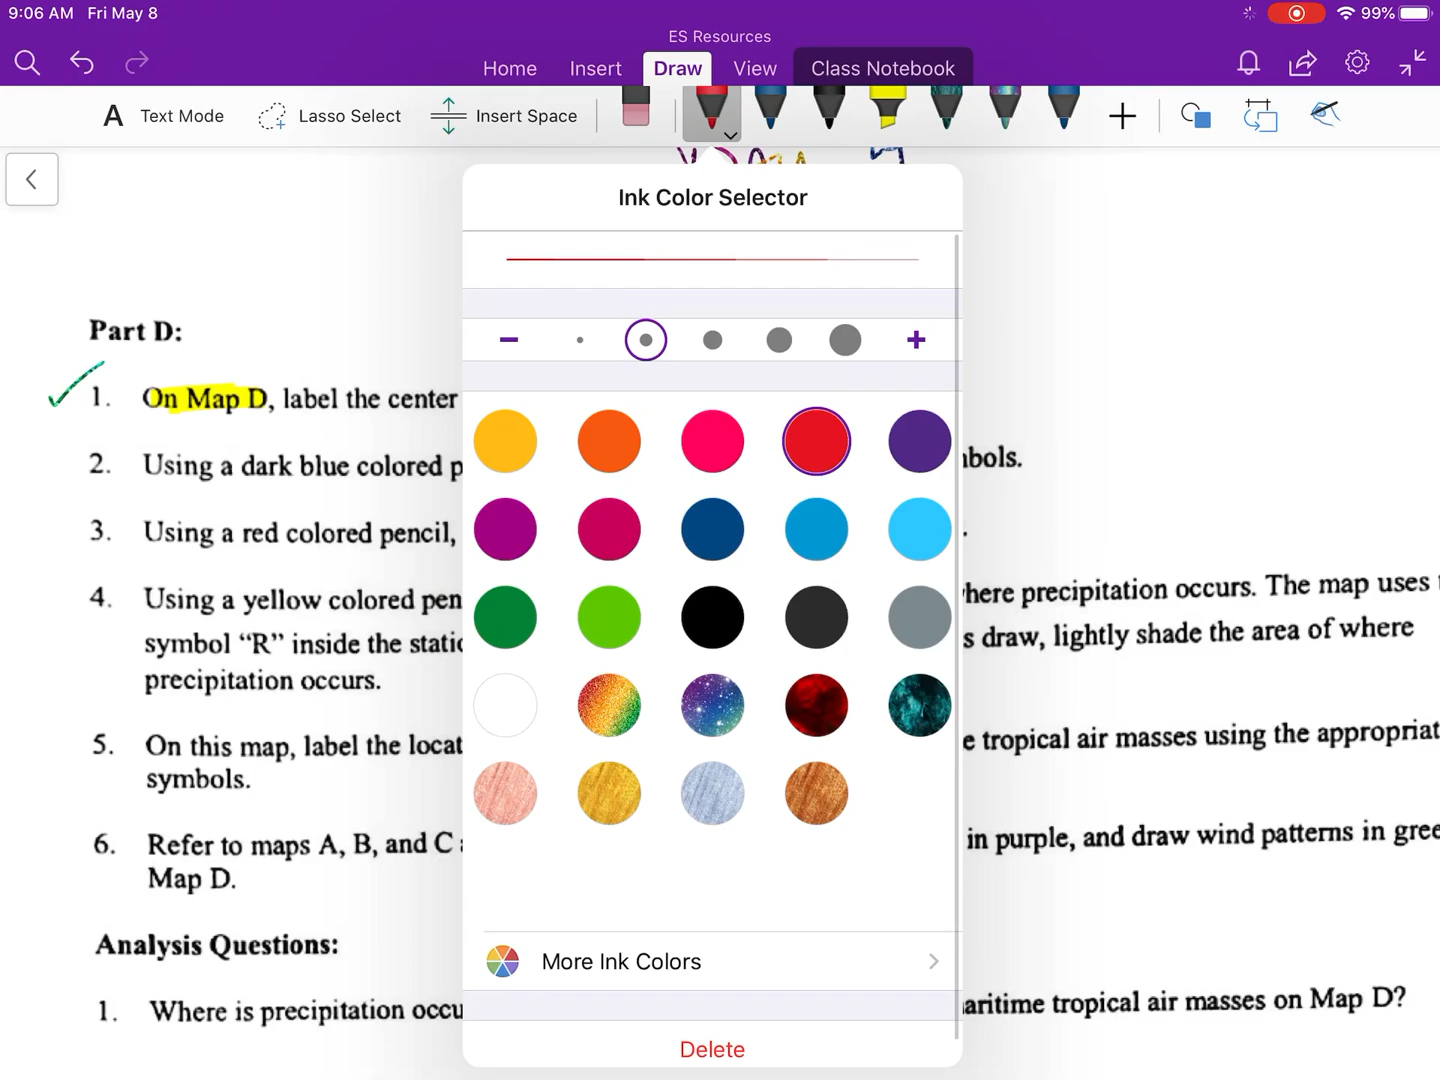 9:06 AM Fri May 8
99%
ES Resources
Home Insert Draw View Class Notebook
A Text Mode Lasso Select Insert Space
Ink Color Selector
Part D:
1. On Map D, label the center
2. Using a dark blue colored p
bols.
3. Using a red colored pencil,
4. Using a yellow colored pen
here precipitation occurs. The map uses
symbol “R” inside the static
s draw, lightly shade the area of where
precipitation occurs.
5. On this map, label the locat
e tropical air masses using the appropriat
symbols.
6. Refer to maps A, B, and C
in purple, and draw wind patterns in gree
Map D.
Analysis Questions:
More Ink Colors
1. Where is precipitation occu
aritime tropical air masses on Map D?
Delete